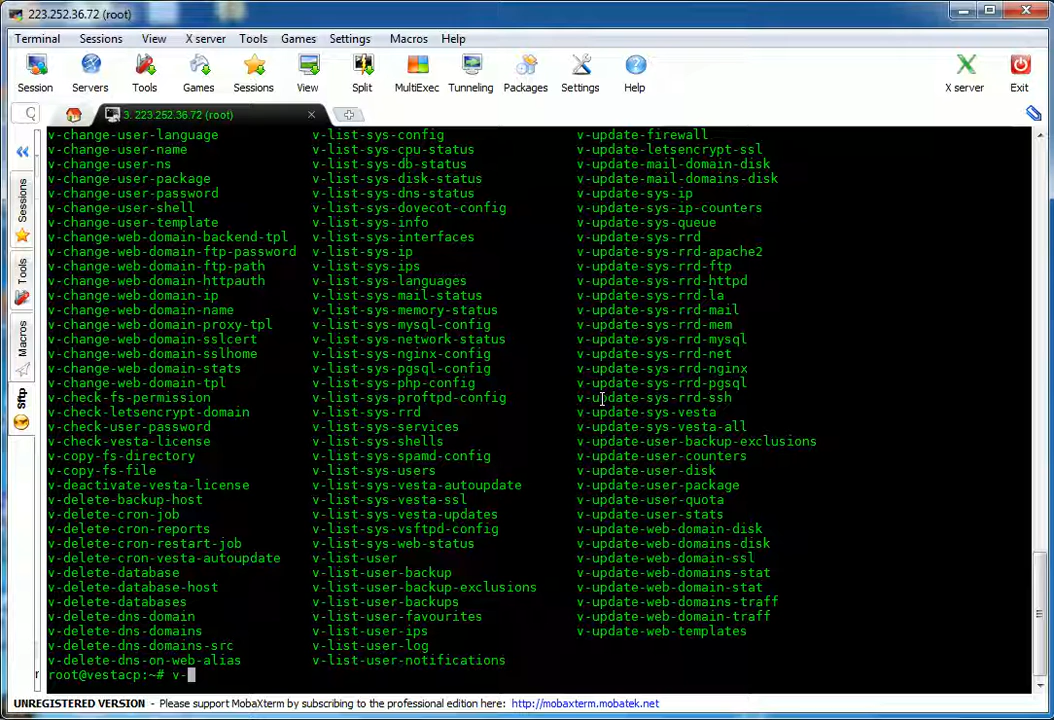 223.252.36.72 (root)
Terminal Sessions View X server Tools Games Settings Macros Help
Session Servers Tools Games Sessions View Split MultiExec Tunneling Packages Settings Help X server Exit
3. 223.252.36.72 (root)
Sessions
Tools
Macros
Sftp
v-change-user-language v-list-sys-config v-update-firewall
v-change-user-name v-list-sys-cpu-status v-update-letsencrypt-ssl
v-change-user-ns v-list-sys-db-status v-update-mail-domain-disk
v-change-user-package v-list-sys-disk-status v-update-mail-domains-disk
v-change-user-password v-list-sys-dns-status v-update-sys-ip
v-change-user-shell v-list-sys-dovecot-config v-update-sys-ip-counters
v-change-user-template v-list-sys-info v-update-sys-queue
v-change-web-domain-backend-tpl v-list-sys-interfaces v-update-sys-rrd
v-change-web-domain-ftp-password v-list-sys-ip v-update-sys-rrd-apache2
v-change-web-domain-ftp-path v-list-sys-ips v-update-sys-rrd-ftp
v-change-web-domain-httpauth v-list-sys-languages v-update-sys-rrd-httpd
v-change-web-domain-ip v-list-sys-mail-status v-update-sys-rrd-la
v-change-web-domain-name v-list-sys-memory-status v-update-sys-rrd-mail
v-change-web-domain-proxy-tpl v-list-sys-mysql-config v-update-sys-rrd-mem
v-change-web-domain-sslcert v-list-sys-network-status v-update-sys-rrd-mysql
v-change-web-domain-sslhome v-list-sys-nginx-config v-update-sys-rrd-net
v-change-web-domain-stats v-list-sys-pgsql-config v-update-sys-rrd-nginx
v-change-web-domain-tpl v-list-sys-php-config v-update-sys-rrd-pgsql
v-check-fs-permission v-list-sys-proftpd-config v-update-sys-rrd-ssh
v-check-letsencrypt-domain v-list-sys-rrd v-update-sys-vesta
v-check-user-password v-list-sys-services v-update-sys-vesta-all
v-check-vesta-license v-list-sys-shells v-update-user-backup-exclusions
v-copy-fs-directory v-list-sys-spamd-config v-update-user-counters
v-copy-fs-file v-list-sys-users v-update-user-disk
v-deactivate-vesta-license v-list-sys-vesta-autoupdate v-update-user-package
v-delete-backup-host v-list-sys-vesta-ssl v-update-user-quota
v-delete-cron-job v-list-sys-vesta-updates v-update-user-stats
v-delete-cron-reports v-list-sys-vsftpd-config v-update-web-domain-disk
v-delete-cron-restart-job v-list-sys-web-status v-update-web-domains-disk
v-delete-cron-vesta-autoupdate v-list-user v-update-web-domain-ssl
v-delete-database v-list-user-backup v-update-web-domains-stat
v-delete-database-host v-list-user-backup-exclusions v-update-web-domain-stat
v-delete-databases v-list-user-backups v-update-web-domains-traff
v-delete-dns-domain v-list-user-favourites v-update-web-domain-traff
v-delete-dns-domains v-list-user-ips v-update-web-templates
v-delete-dns-domains-src v-list-user-log
v-delete-dns-on-web-alias v-list-user-notifications
root@vestacp:~# v-
UNREGISTERED VERSION - Please support MobaXterm by subscribing to the professional edition here: http://mobaxterm.mobatek.net